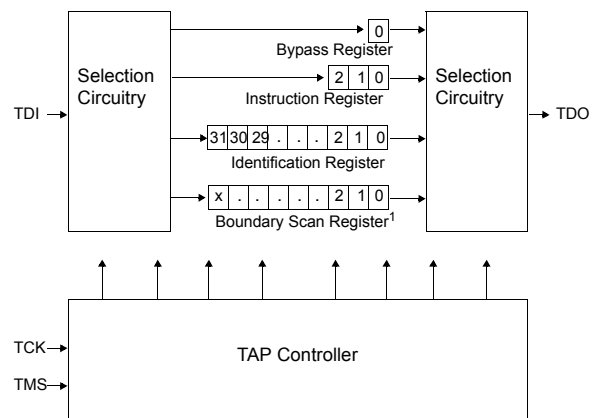 0
Bypass Register
Selection
Circuitry
2 1 0
Instruction Register
Selection
Circuitry
TDI
TDO
31 30 29 . . . 2 1 0
Identification Register
x . . . . . 2 1 0
Boundary Scan Register1
TCK
TAP Controller
TMS